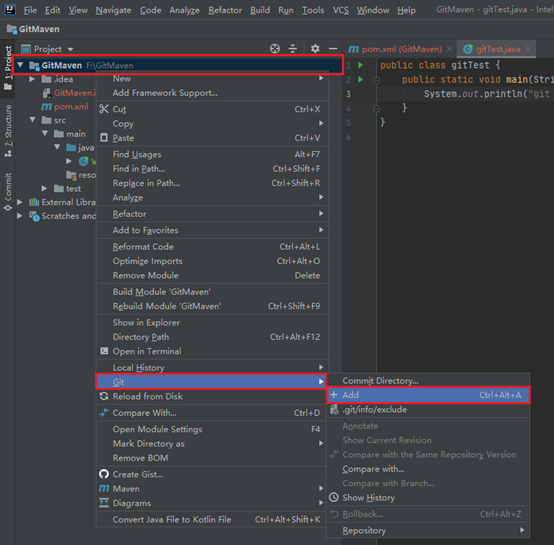 File Edit View Navigate Code Analyze Refactor Build Run Tools VCS Window Help GitMaven - gitTest.java - Intel
GitMaven
1: Project
Project
pom.xml (GitMaven)
gitTest.java
GitMaven F:\GitMaven
.idea
GitMaven.i
pom.xml
src
main
java
reso
test
External Libra
Scratches and
7: Structure
Commit
1 public class gitTest {
2 public static void main(Stri
3 System.out.println("git
4 }
5 }
6
New
Add Framework Support...
Cut Ctrl+X
Copy
Paste Ctrl+V
Find Usages Alt+F7
Find in Path... Ctrl+Shift+F
Replace in Path... Ctrl+Shift+R
Analyze
Refactor
Add to Favorites
Reformat Code Ctrl+Alt+L
Optimize Imports Ctrl+Alt+O
Remove Module Delete
Build Module 'GitMaven'
Rebuild Module 'GitMaven' Ctrl+Shift+F9
Show in Explorer
Directory Path Ctrl+Alt+F12
Open in Terminal
Local History
Git
Reload from Disk
Compare With... Ctrl+D
Open Module Settings F4
Mark Directory as
Remove BOM
Create Gist...
Maven
Diagrams
Convert Java File to Kotlin File Ctrl+Alt+Shift+K
Commit Directory...
Add Ctrl+Alt+A
.git/info/exclude
Annotate
Show Current Revision
Compare with the Same Repository Version
Compare with...
Compare with Branch...
Show History
Rollback... Ctrl+Alt+Z
Repository